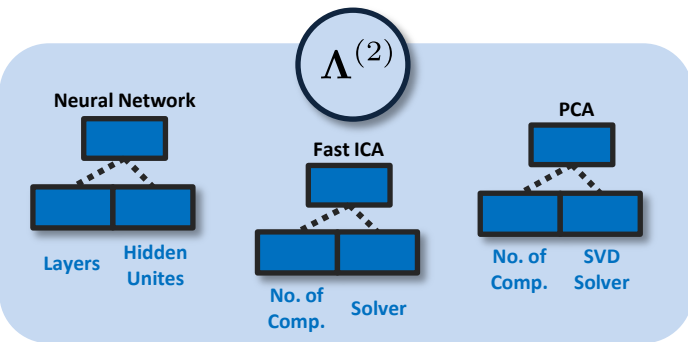 Λ(2)
Neural Network
Layers
Hidden
Unites
Fast ICA
No. of
Comp.
Solver
PCA
No. of
Comp.
SVD
Solver